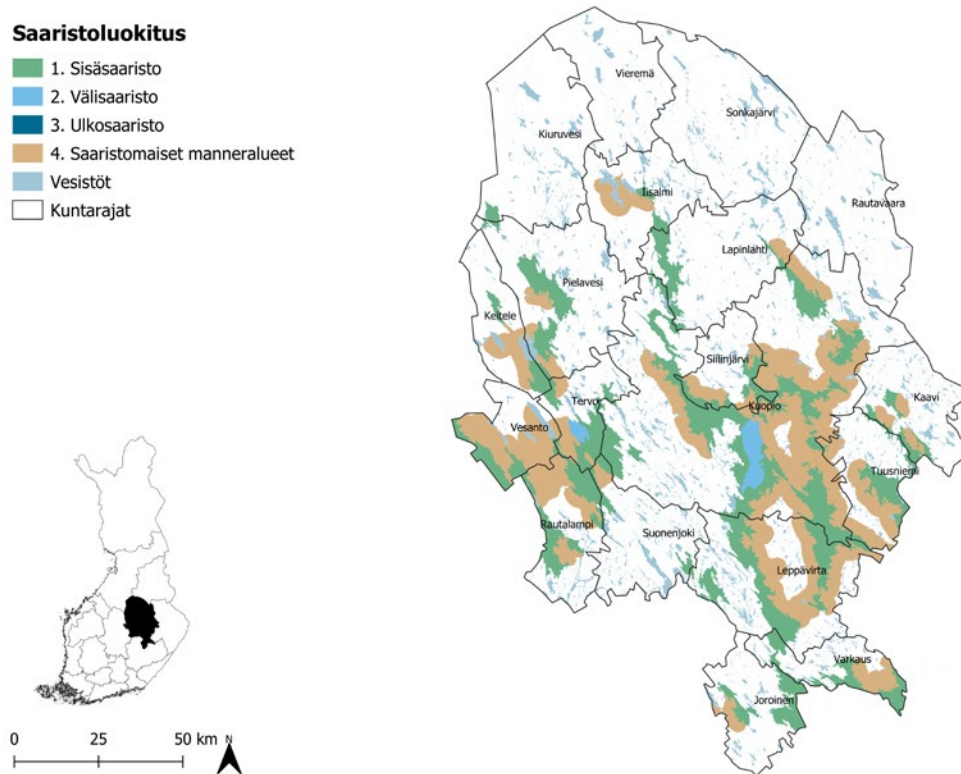 Saaristoluokitus
1. Sisäsaaristo
2. Välisaaristo
3. Ulkosaaristo
4. Saaristomaiset manneralueet
Vesistöt
Kuntarajat
Vieremä
Sonkajärvi
Kiuruvesi
Iisalmi
Rautavaara
Lapinlahti
Pielavesi
Keitele
Siilinjärvi
Kaavi
Tervo
Kuopio
Vesanto
Tuusniemi
Rautalampi
Suonenjoki
Leppävirta
Varkaus
Joroinen
0 25 50 km
N